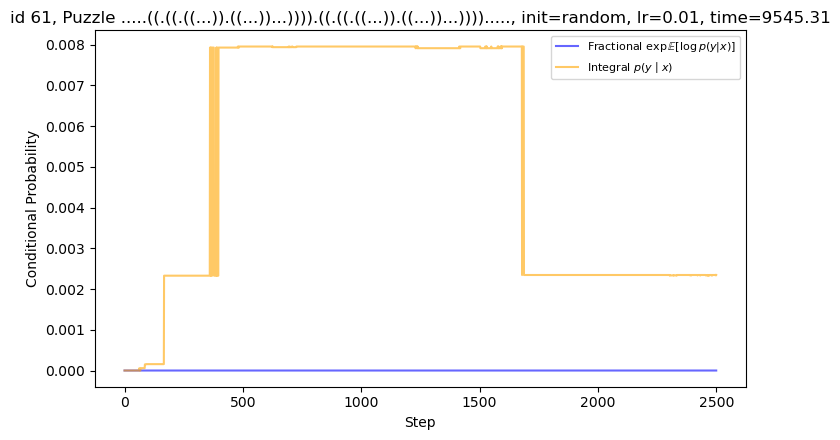 id 61, Puzzle .....((.((.((...)).((...))...)))).((.((.((...)).((...))...))))....., init=random, lr=0.01, time=9545.31
0.008
0.007
0.006
0.005
0.004
0.003
0.002
0.001
0.000
Conditional Probability
Fractional exp𝔼[log p(y|x)]
Integral p(y | x)
0 500 1000 1500 2000 2500
Step